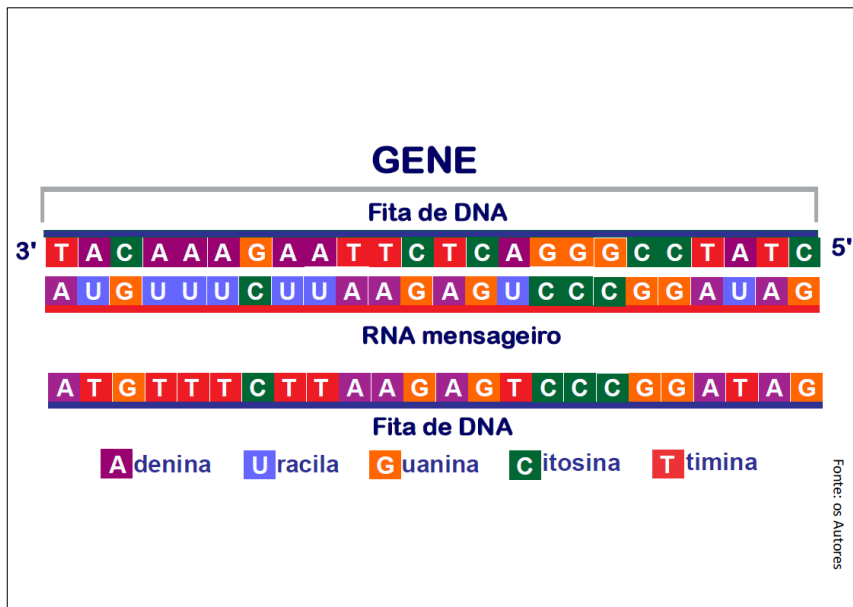 GENE
Fita de DNA
3' T A C A A A G A A T T C T C A G G G C C T A T C 5'
A U G U U U C U U A A G A G U C C C G G A U A G
RNA mensageiro
A T G T T T C T T A A G A G T C C C G G A T A G
Fita de DNA
Adenina Uracila Guanina Citosina Ttimina
Fonte: os Autores